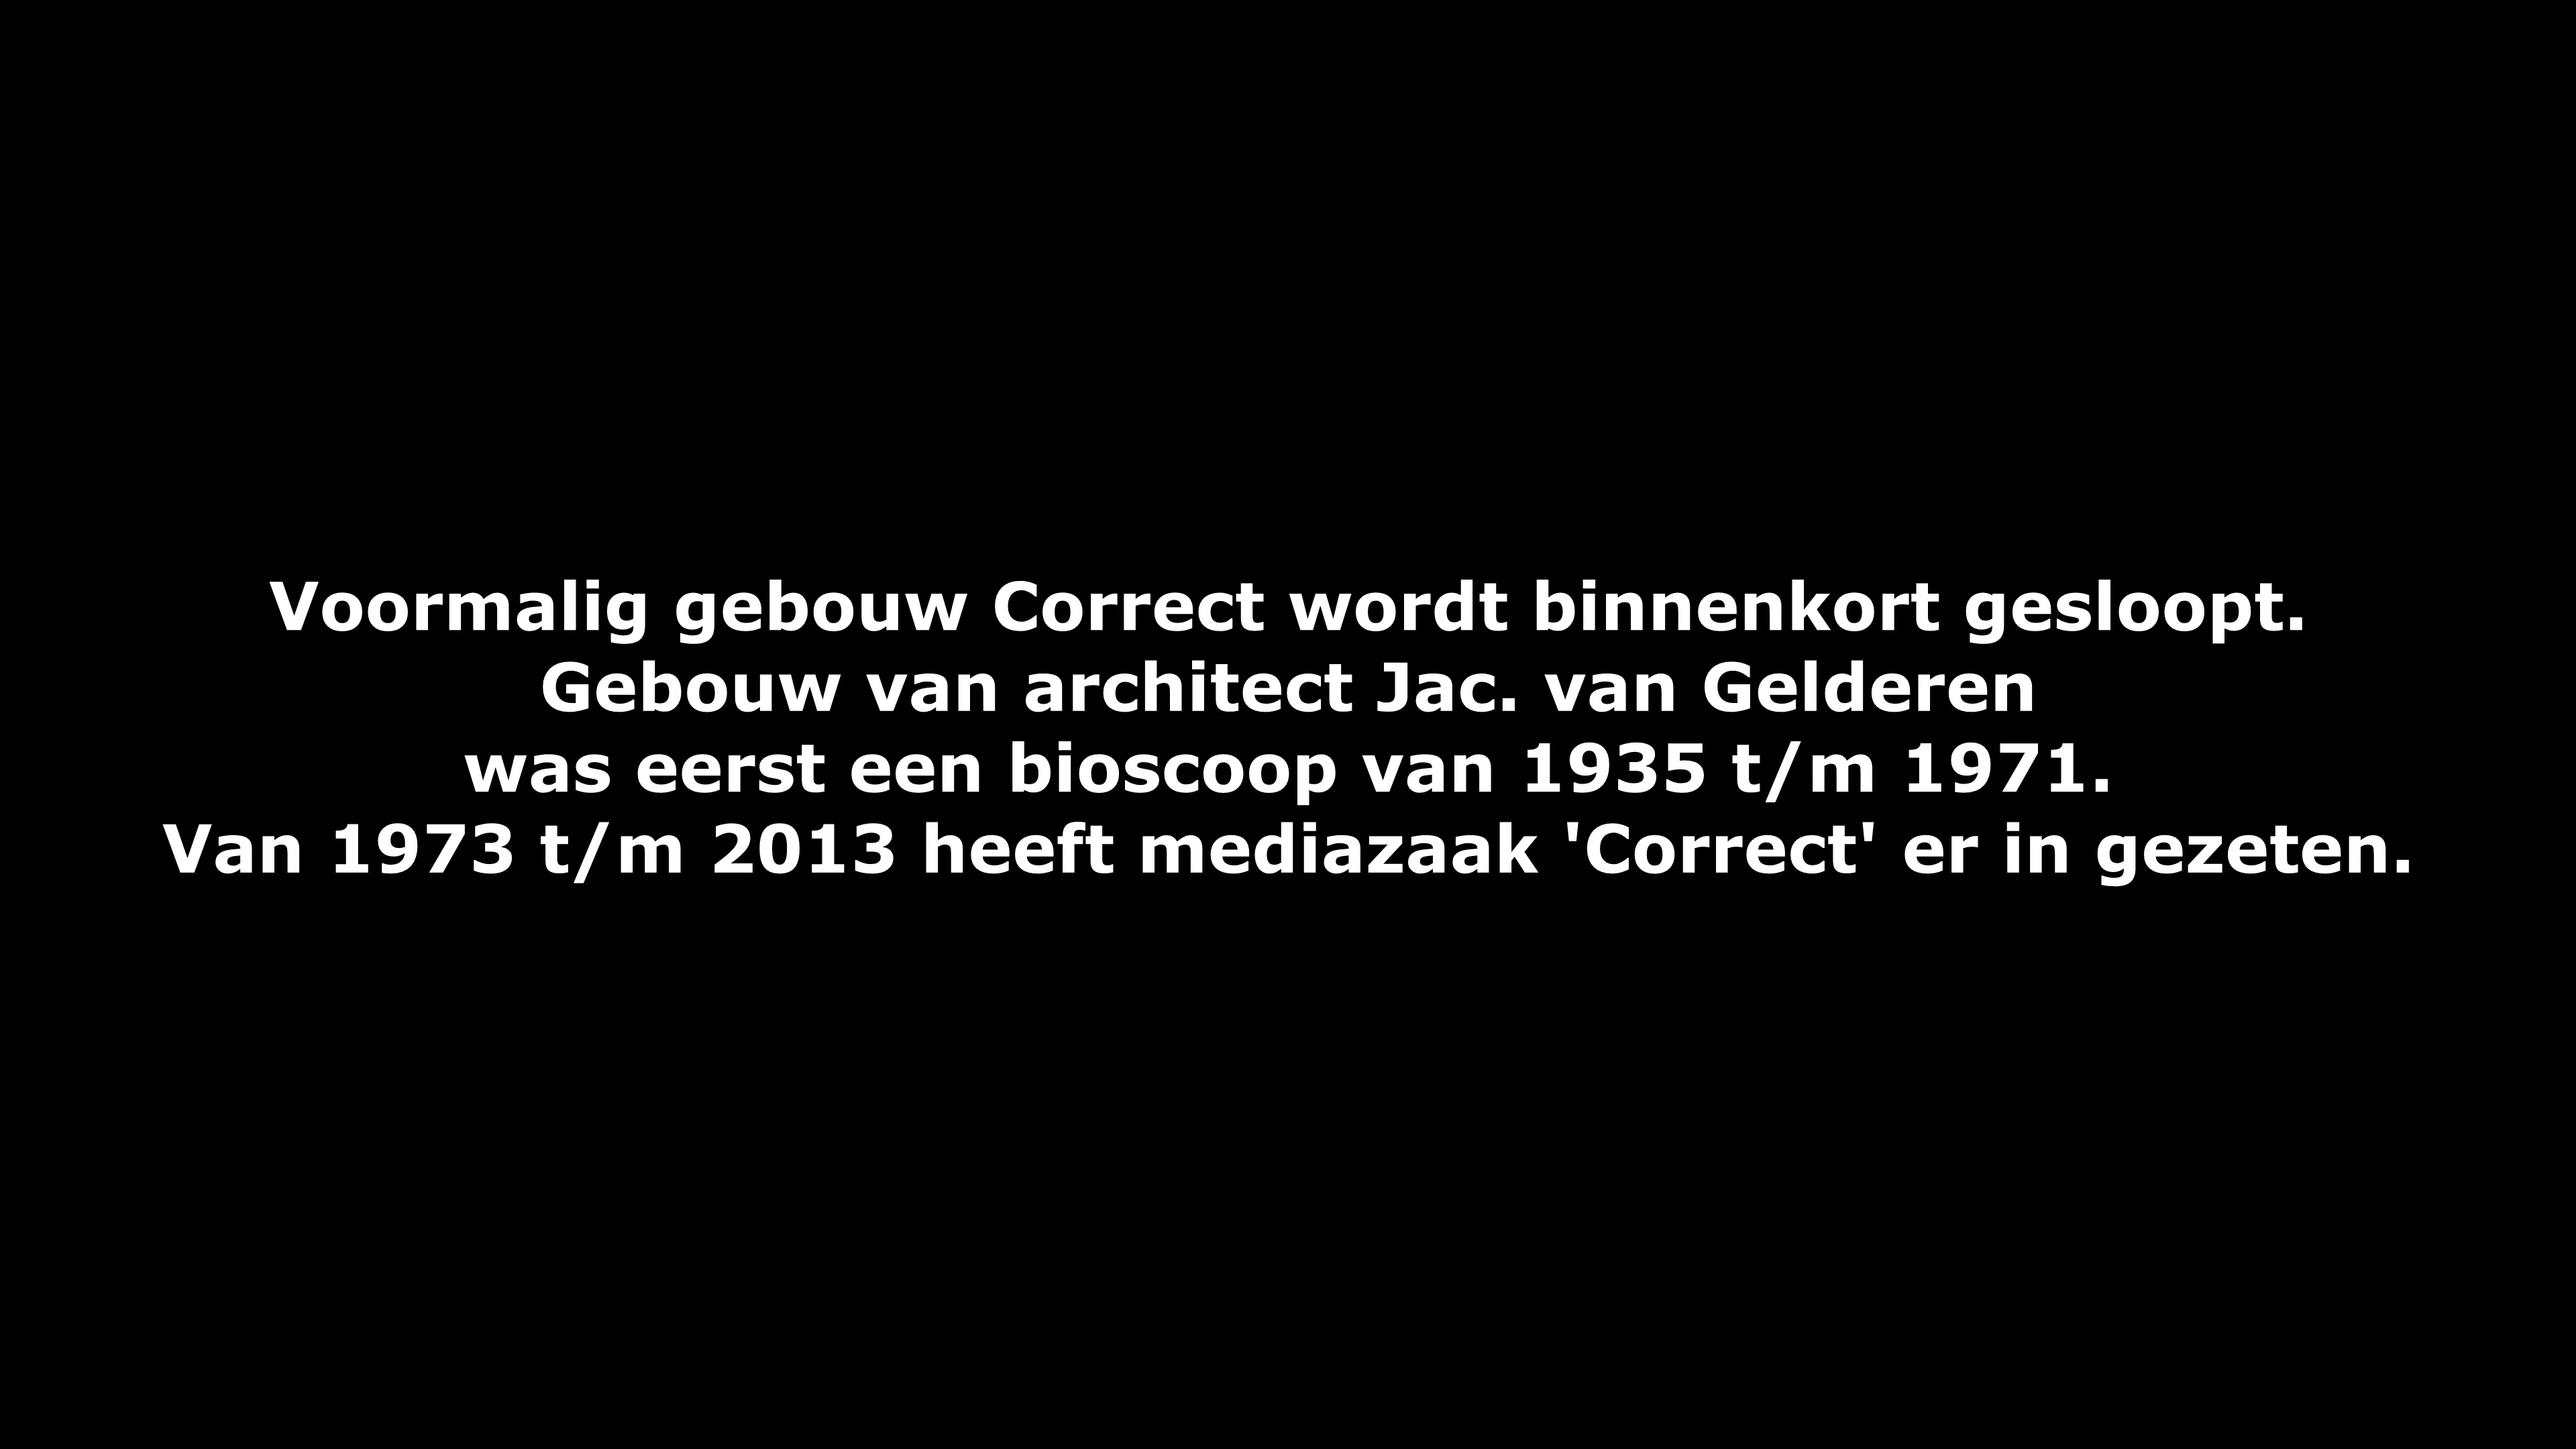 Voormalig gebouw Correct wordt binnenkort gesloopt.
Gebouw van architect Jac. van Gelderen
was eerst een bioscoop van 1935 t/m 1971.
Van 1973 t/m 2013 heeft mediazaak 'Correct' er in gezeten.